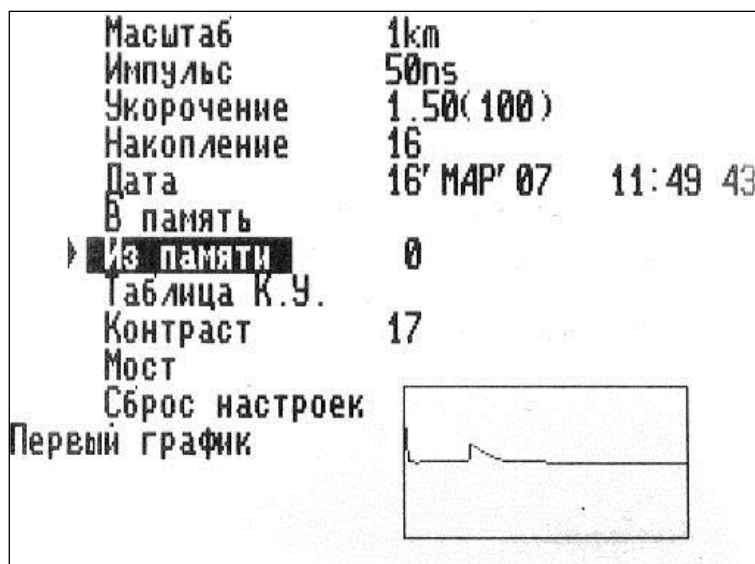 Масштаб 1km
Импульс 50ns
Укорочение 1.50(100)
Накопление 16
Дата 16' МАР' 07 11:49 43
В память
Из памяти 0
Таблица К.У.
Контраст 17
Мост
Сброс настроек
Первый график